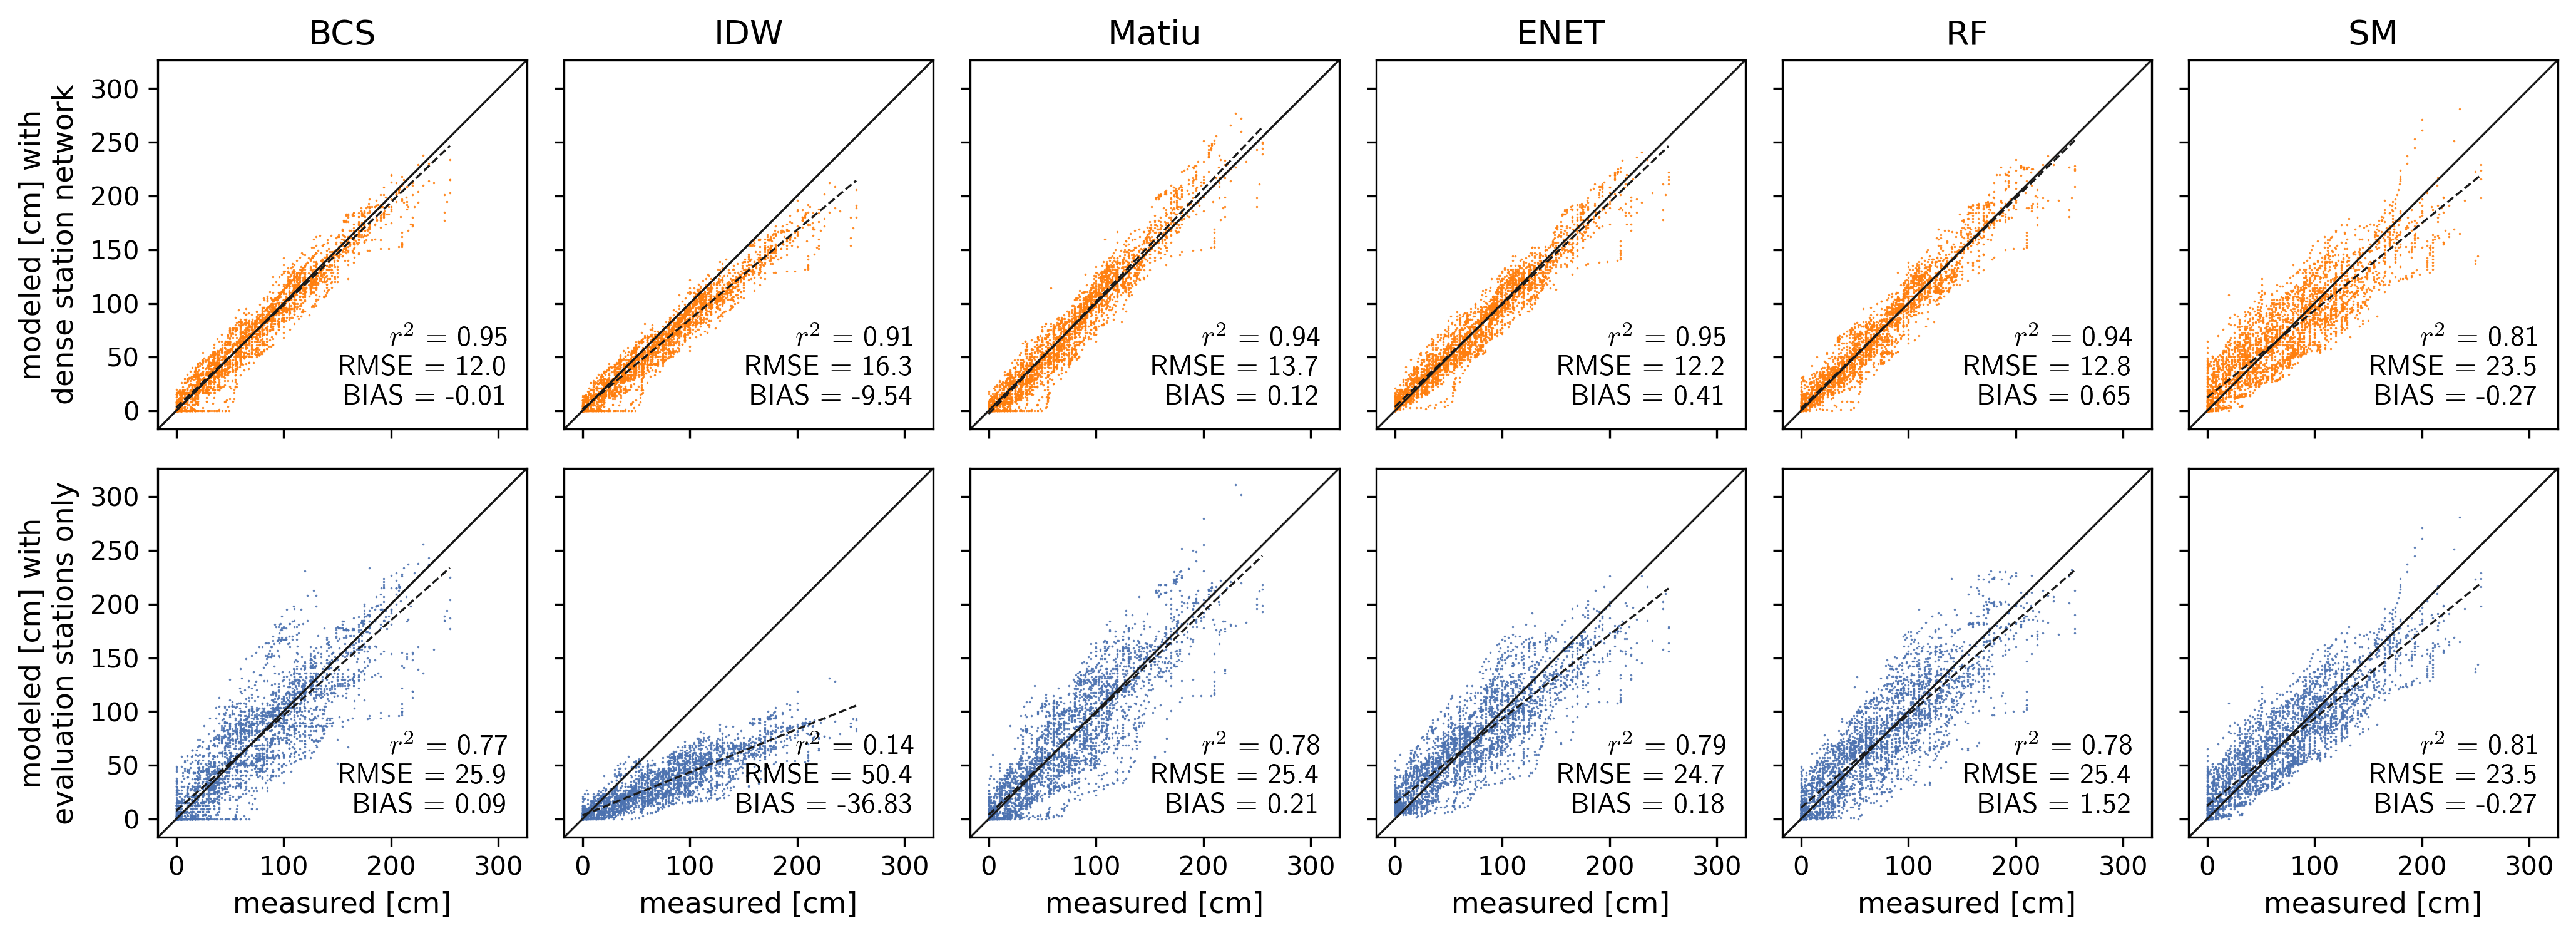 BCS IDW Matiu ENET RF SM
modeled [cm] with
dense station network
300
250
200
150
100
50
0
r² = 0.95
RMSE = 12.0
BIAS = -0.01
r² = 0.91
RMSE = 16.3
BIAS = -9.54
r² = 0.94
RMSE = 13.7
BIAS = 0.12
r² = 0.95
RMSE = 12.2
BIAS = 0.41
r² = 0.94
RMSE = 12.8
BIAS = 0.65
r² = 0.81
RMSE = 23.5
BIAS = -0.27
modeled [cm] with
evaluation stations only
300
250
200
150
100
50
0
r² = 0.77
RMSE = 25.9
BIAS = 0.09
r² = 0.14
RMSE = 50.4
BIAS = -36.83
r² = 0.78
RMSE = 25.4
BIAS = 0.21
r² = 0.79
RMSE = 24.7
BIAS = 0.18
r² = 0.78
RMSE = 25.4
BIAS = 1.52
r² = 0.81
RMSE = 23.5
BIAS = -0.27
0 100 200 300 0 100 200 300 0 100 200 300 0 100 200 300 0 100 200 300 0 100 200 300
measured [cm] measured [cm] measured [cm] measured [cm] measured [cm] measured [cm]